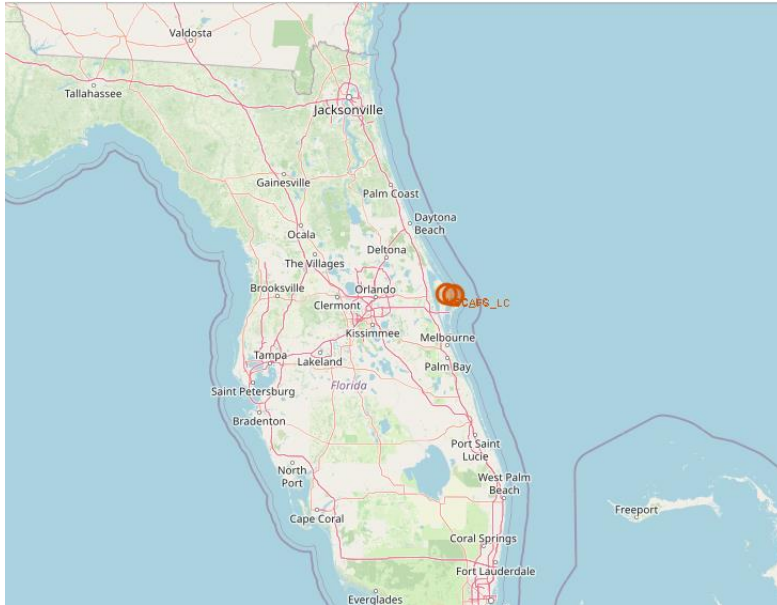 Valdosta
Tallahassee
Jacksonville
Gainesville
Palm Coast
Daytona
Beach
Ocala
Deltona
The Villages
Brooksville
Orlando
Clermont
Kissimmee
Melbourne
Tampa
Lakeland
Palm Bay
Saint Petersburg
Florida
Bradenton
Port Saint
Lucie
North
Port
West Palm
Beach
Freeport
Cape Coral
Coral Springs
Fort Lauderdale
Everglades